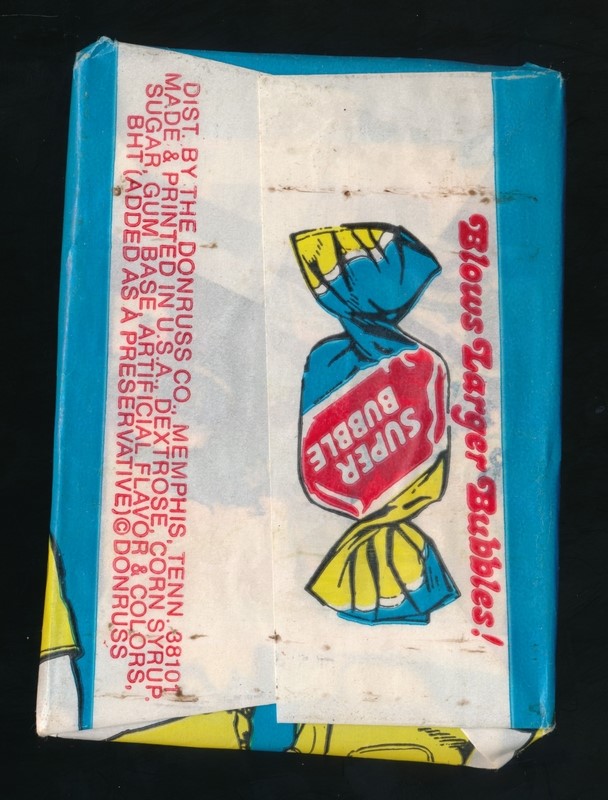 Blows Larger Bubbles!
SUPER
BUBBLE
DIST. BY THE DONRUSS CO., MEMPHIS, TENN. 38101
MADE & PRINTED IN U.S.A. DEXTROSE, CORN SYRUP,
SUGAR, GUM BASE, ARTIFICIAL FLAVOR & COLORS,
BHT (ADDED AS A PRESERVATIVE) © DONRUSS